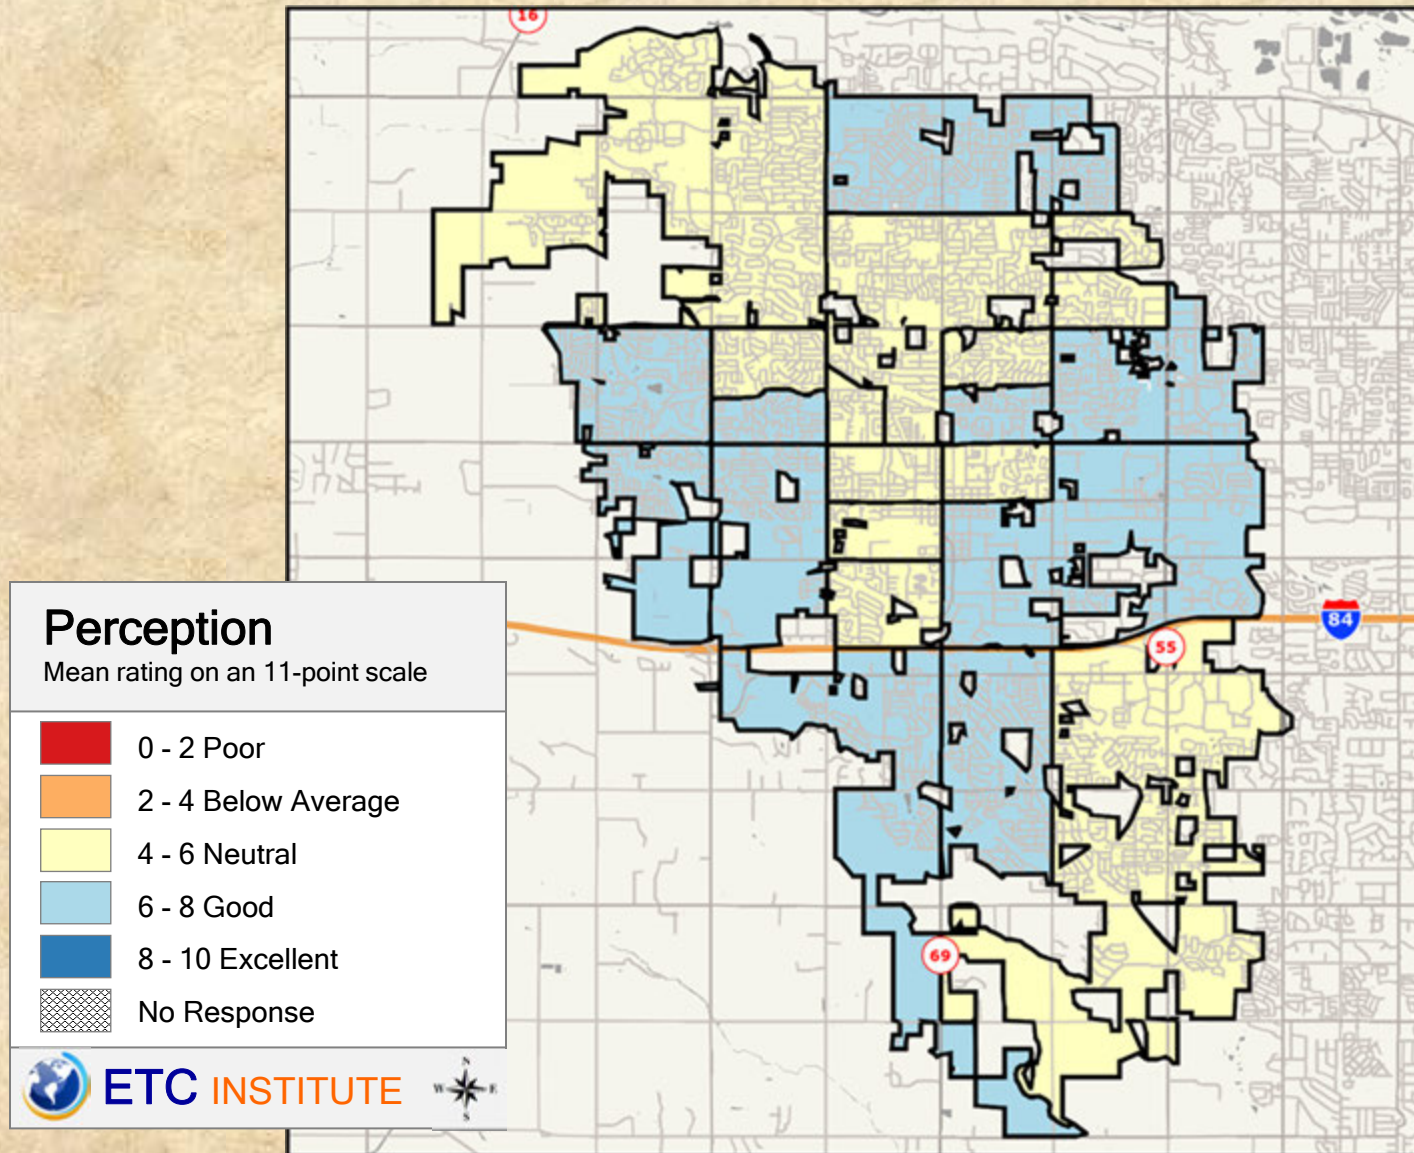 16
Perception
Mean rating on an 11-point scale
0 - 2 Poor
2 - 4 Below Average
4 - 6 Neutral
6 - 8 Good
8 - 10 Excellent
No Response
ETC INSTITUTE
N
W E
S
84
55
69